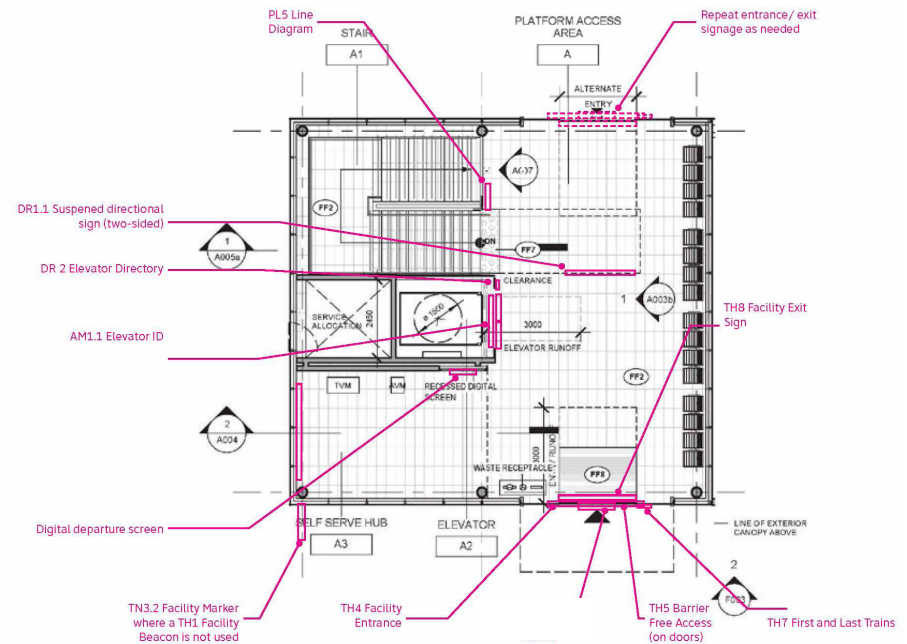 PL5 Line
Diagram
PLATFORM ACCESS
AREA
Repeat entrance/ exit
signage as needed
STAIR
A1
A
ALTERNATE
ENTRY
DR1.1 Suspened directional
sign (two-sided)
FF2
DN
FF7
1
A005a
DR 2 Elevator Directory
CLEARANCE
1
A003b
TH8 Facility Exit
Sign
SERVICE
ALLOCATION
2450
ø 1500
3000
AM1.1 Elevator ID
ELEVATOR RUNOFF
TVM
AVM
RECESSED DIGITAL
SCREEN
FF2
2
A004
3000
WASTE RECEPTACLE
Digital departure screen
SELF SERVE HUB
A3
ELEVATOR
A2
LINE OF EXTERIOR
CANOPY ABOVE
2
TN3.2 Facility Marker
where a TH1 Facility
Beacon is not used
TH4 Facility
Entrance
TH5 Barrier
Free Access
(on doors)
TH7 First and Last Trains